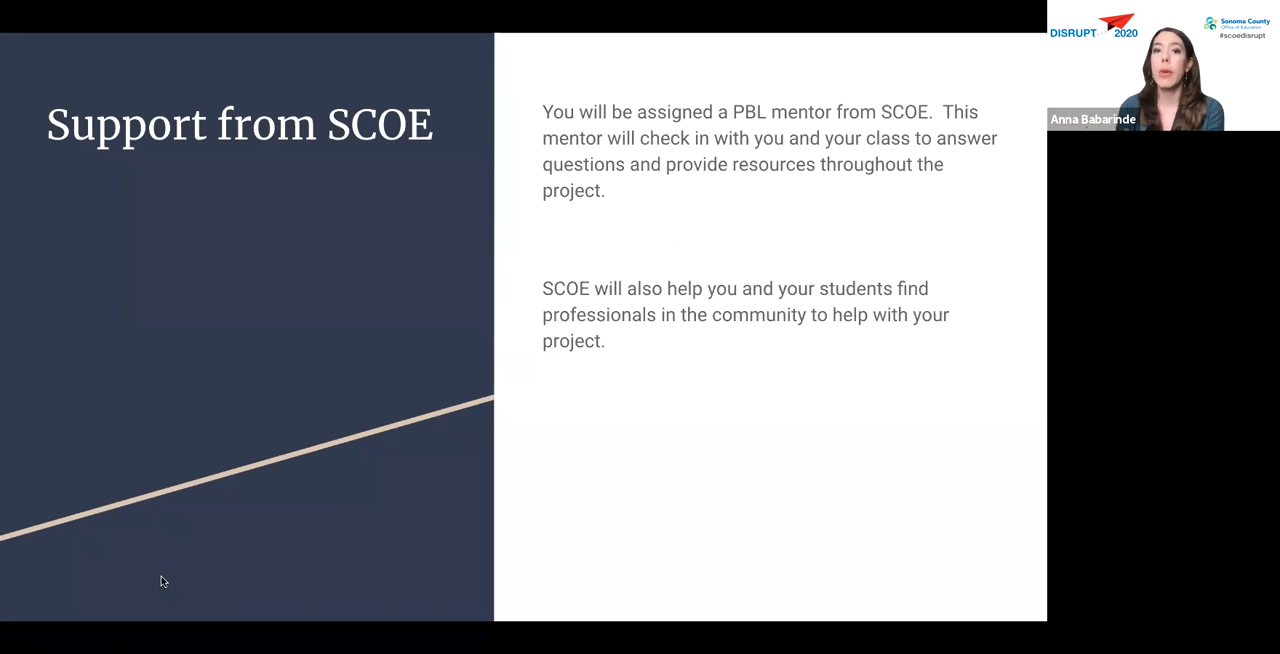 Support from SCOE
You will be assigned a PBL mentor from SCOE.  This
mentor will check in with you and your class to answer
questions and provide resources throughout the
project.
SCOE will also help you and your students find
professionals in the community to help with your
project.
DISRUPT 2020
Sonoma County
Office of Education
#scoedisrupt
Anna Babarinde